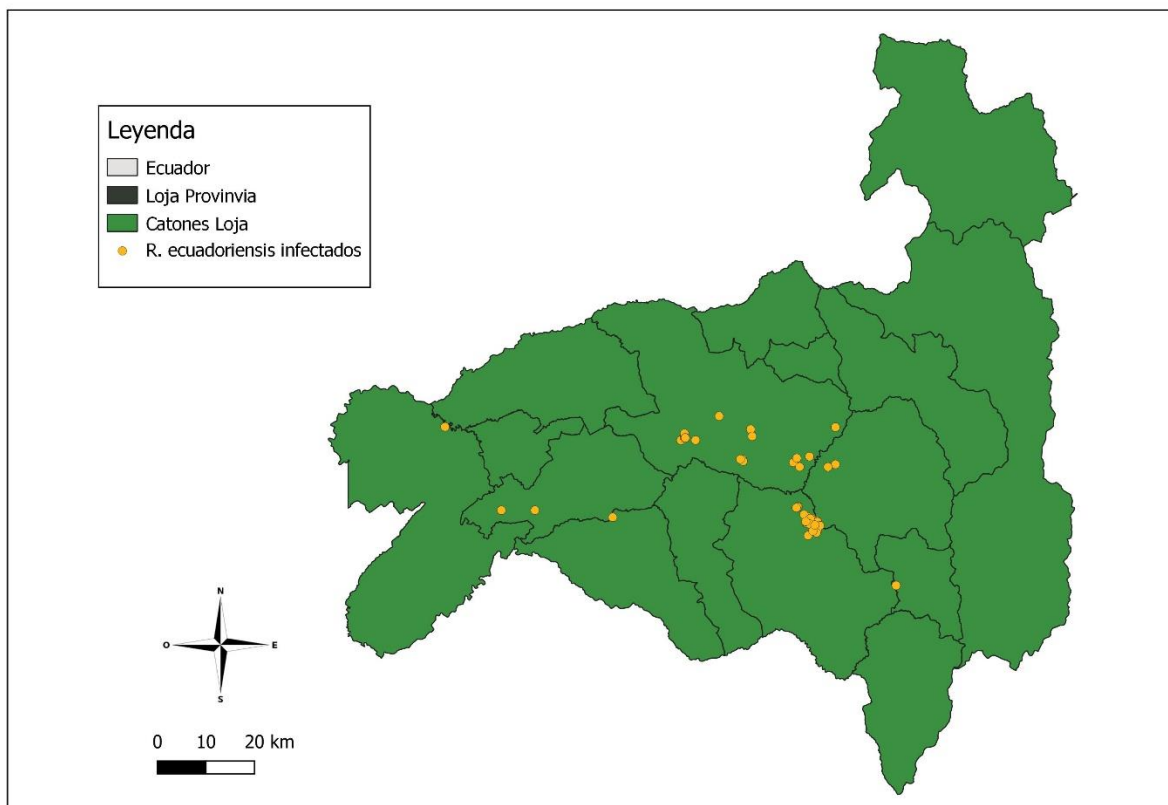 Leyenda
Ecuador
Loja Provinvia
Catones Loja
R. ecuadoriensis infectados
N
O
E
S
0 10 20 km